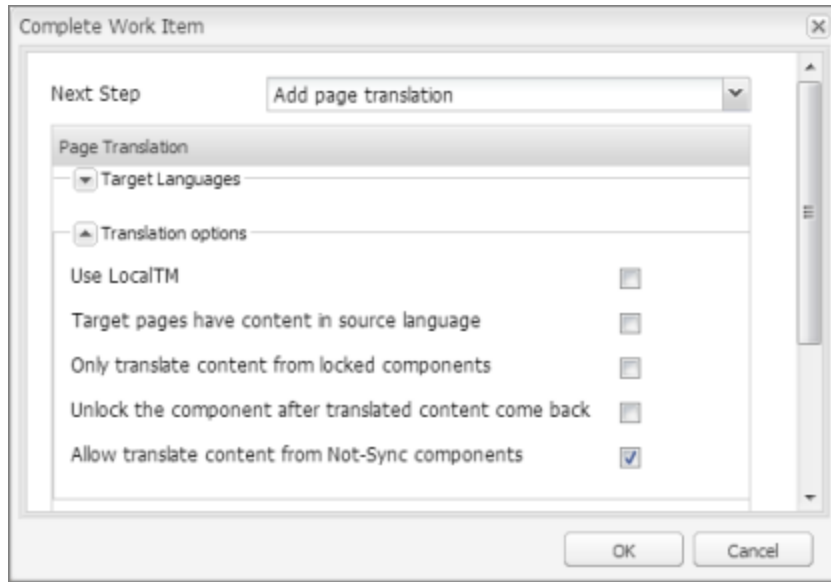 Complete Work Item
Next Step Add page translation
Page Translation
Target Languages
Translation options
Use LocalTM
Target pages have content in source language
Only translate content from locked components
Unlock the component after translated content come back
Allow translate content from Not-Sync components
OK Cancel